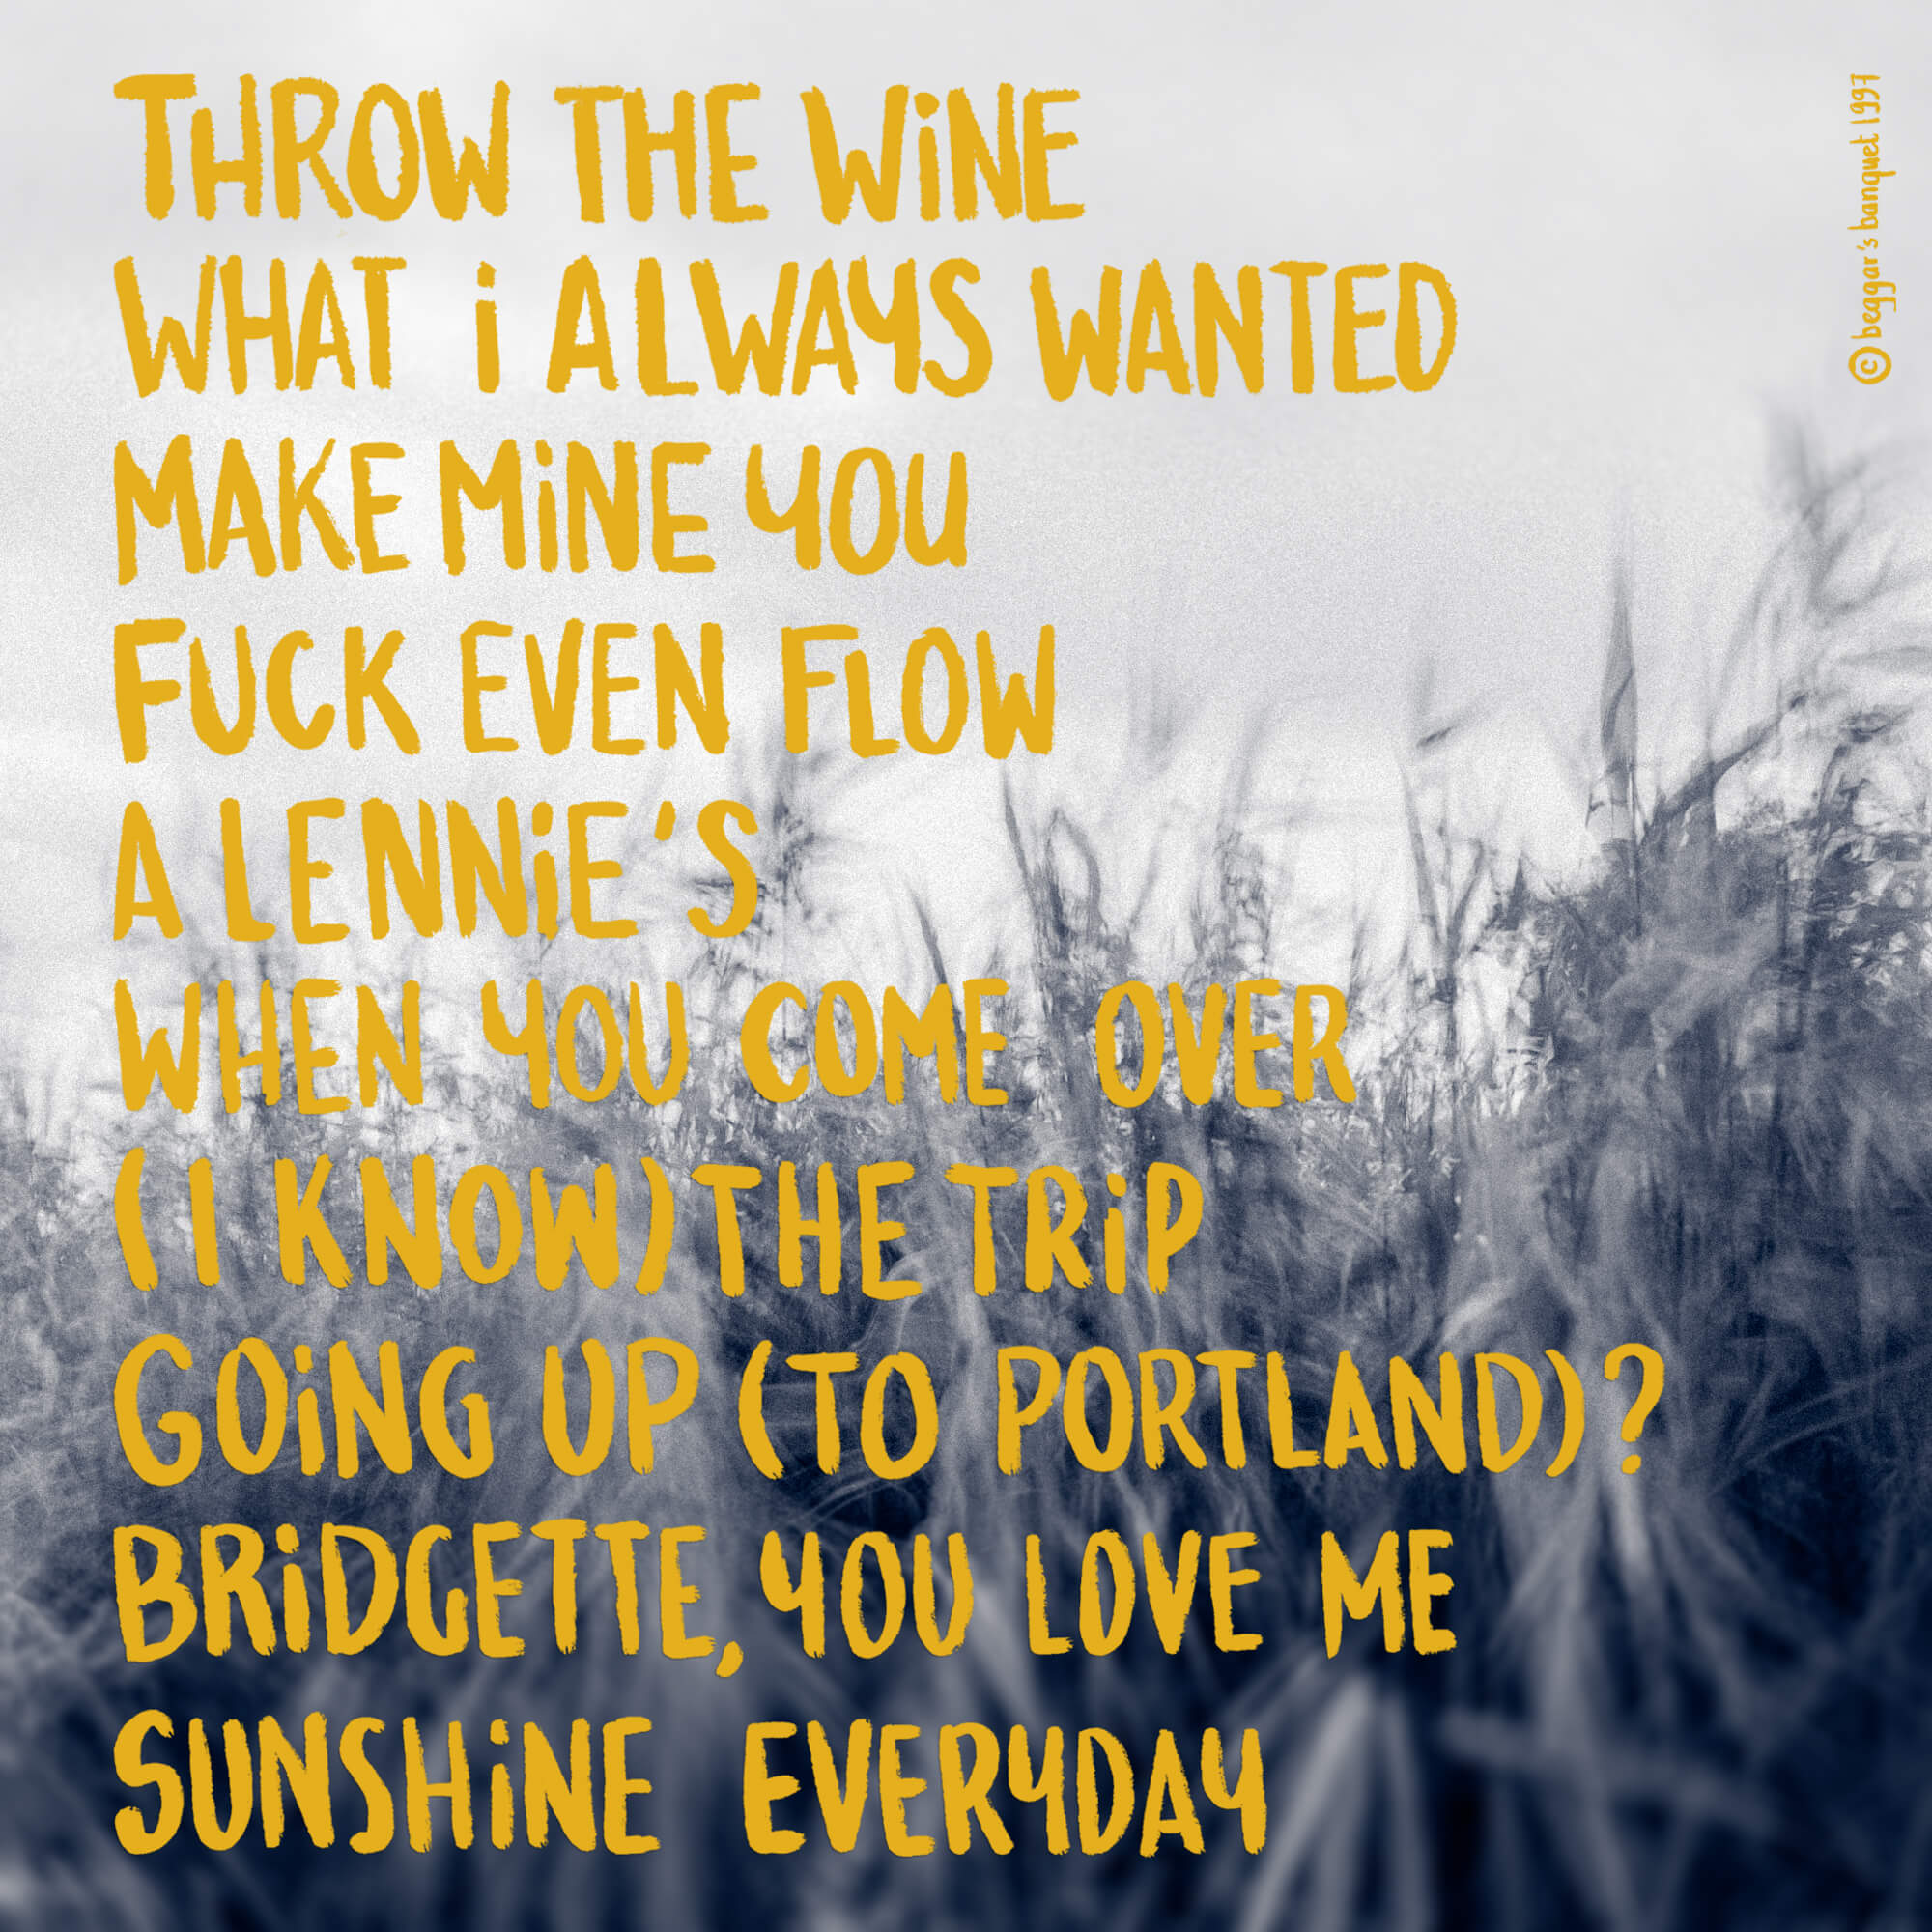 THROW THE WiNE
WHAT i ALWAYS WANTED
MAKE MiNE YOU
FUCK EVEN FLOW
A LENNiE'S
WHEN YOU COME OVER
(I KNOW) THE TRiP
GOiNG UP (TO PORTLAND)?
BRiDGETTE, YOU LOVE ME
SUNSHiNE EVERYDAY
© beggar's banquet 1997